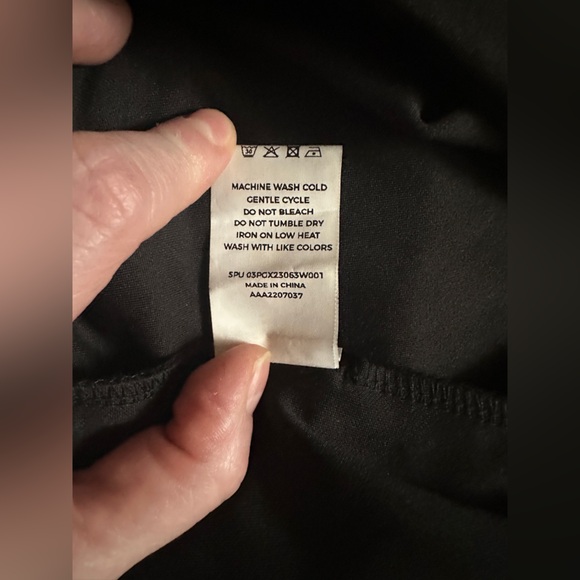 MACHINE WASH COLD
GENTLE CYCLE
DO NOT BLEACH
DO NOT TUMBLE DRY
IRON ON LOW HEAT
WASH WITH LIKE COLORS
SPU 03PGX23063W001
MADE IN CHINA
AAA2207037